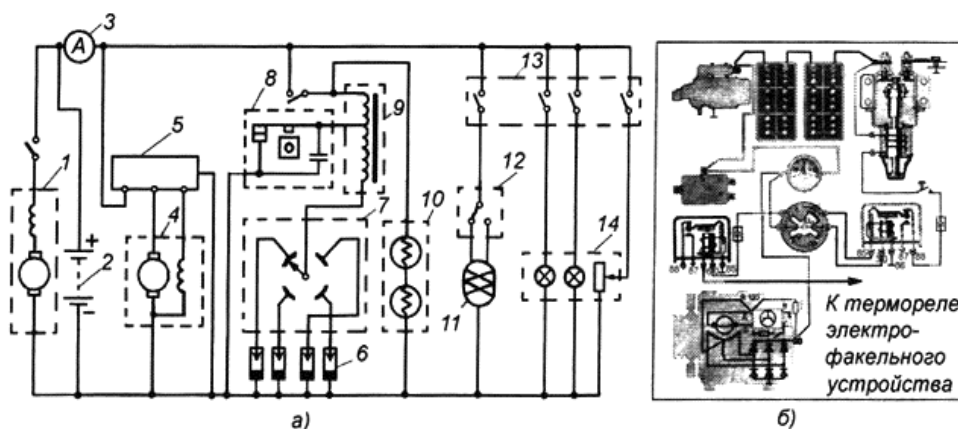 3
А
13
8
9
5
1
12
+
4
7
10
14
2
−
11
6
К термореле
электро-
факельного
устройства
а)
б)